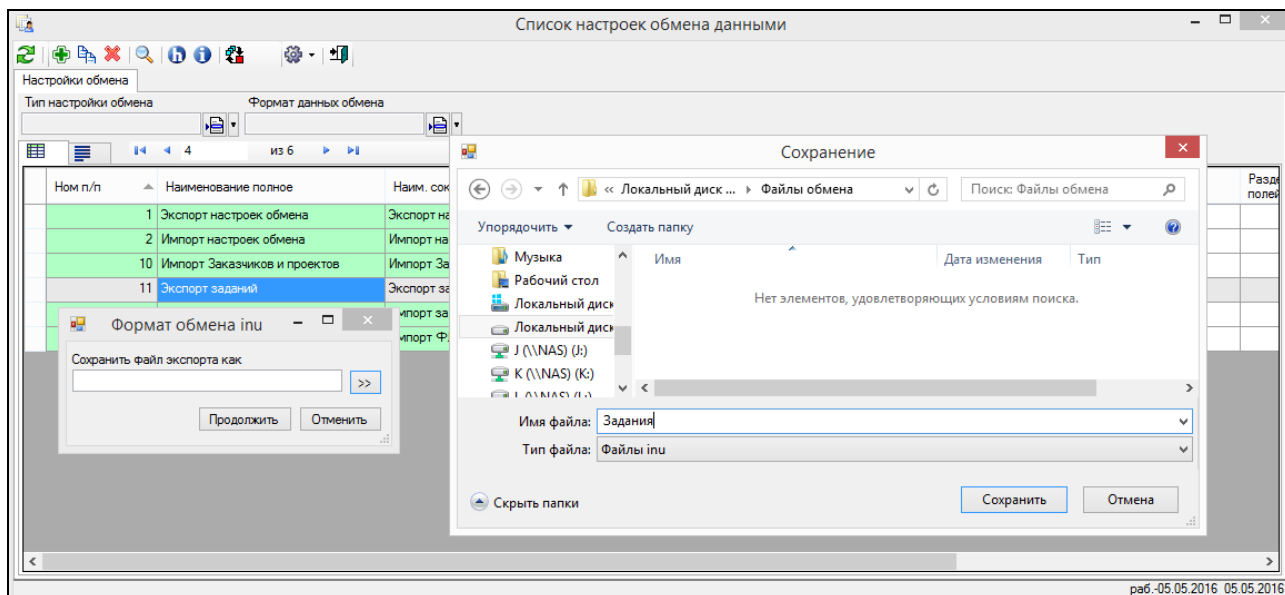 Список настроек обмена данными
Настройки обмена
Тип настройки обмена Формат данных обмена
4 из 6
Ном п/п Наименование полное Наим. сок
Разде
полей
1 Экспорт настроек обмена Экспорт на
2 Импорт настроек обмена Импорт на
10 Импорт Заказчиков и проектов Импорт За
11 Экспорт заданий Экспорт за
мпорт за
мпорт Ф
Формат обмена inu
Сохранить файл экспорта как
>>
Продолжить Отменить
Сохранение
« Локальный диск ... Файлы обмена Поиск: Файлы обмена
Упорядочить Создать папку
Музыка
Рабочий стол
Локальный диск
Локальный диск
J (\\NAS) (J:)
K (\\NAS) (K:)
L (\\NAS) (L:)
Имя Дата изменения Тип
Нет элементов, удовлетворяющих условиям поиска.
Имя файла: Задания
Тип файла: Файлы inu
Скрыть папки Сохранить Отмена
раб.-05.05.2016 05.05.2016